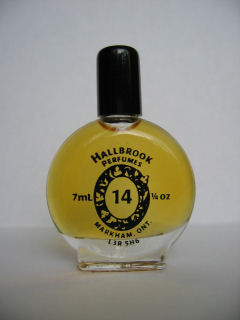 HALLBROOK
PERFUMES
7mL 14 ¼ oz
MARKHAM, ONT.
L3R 5H6